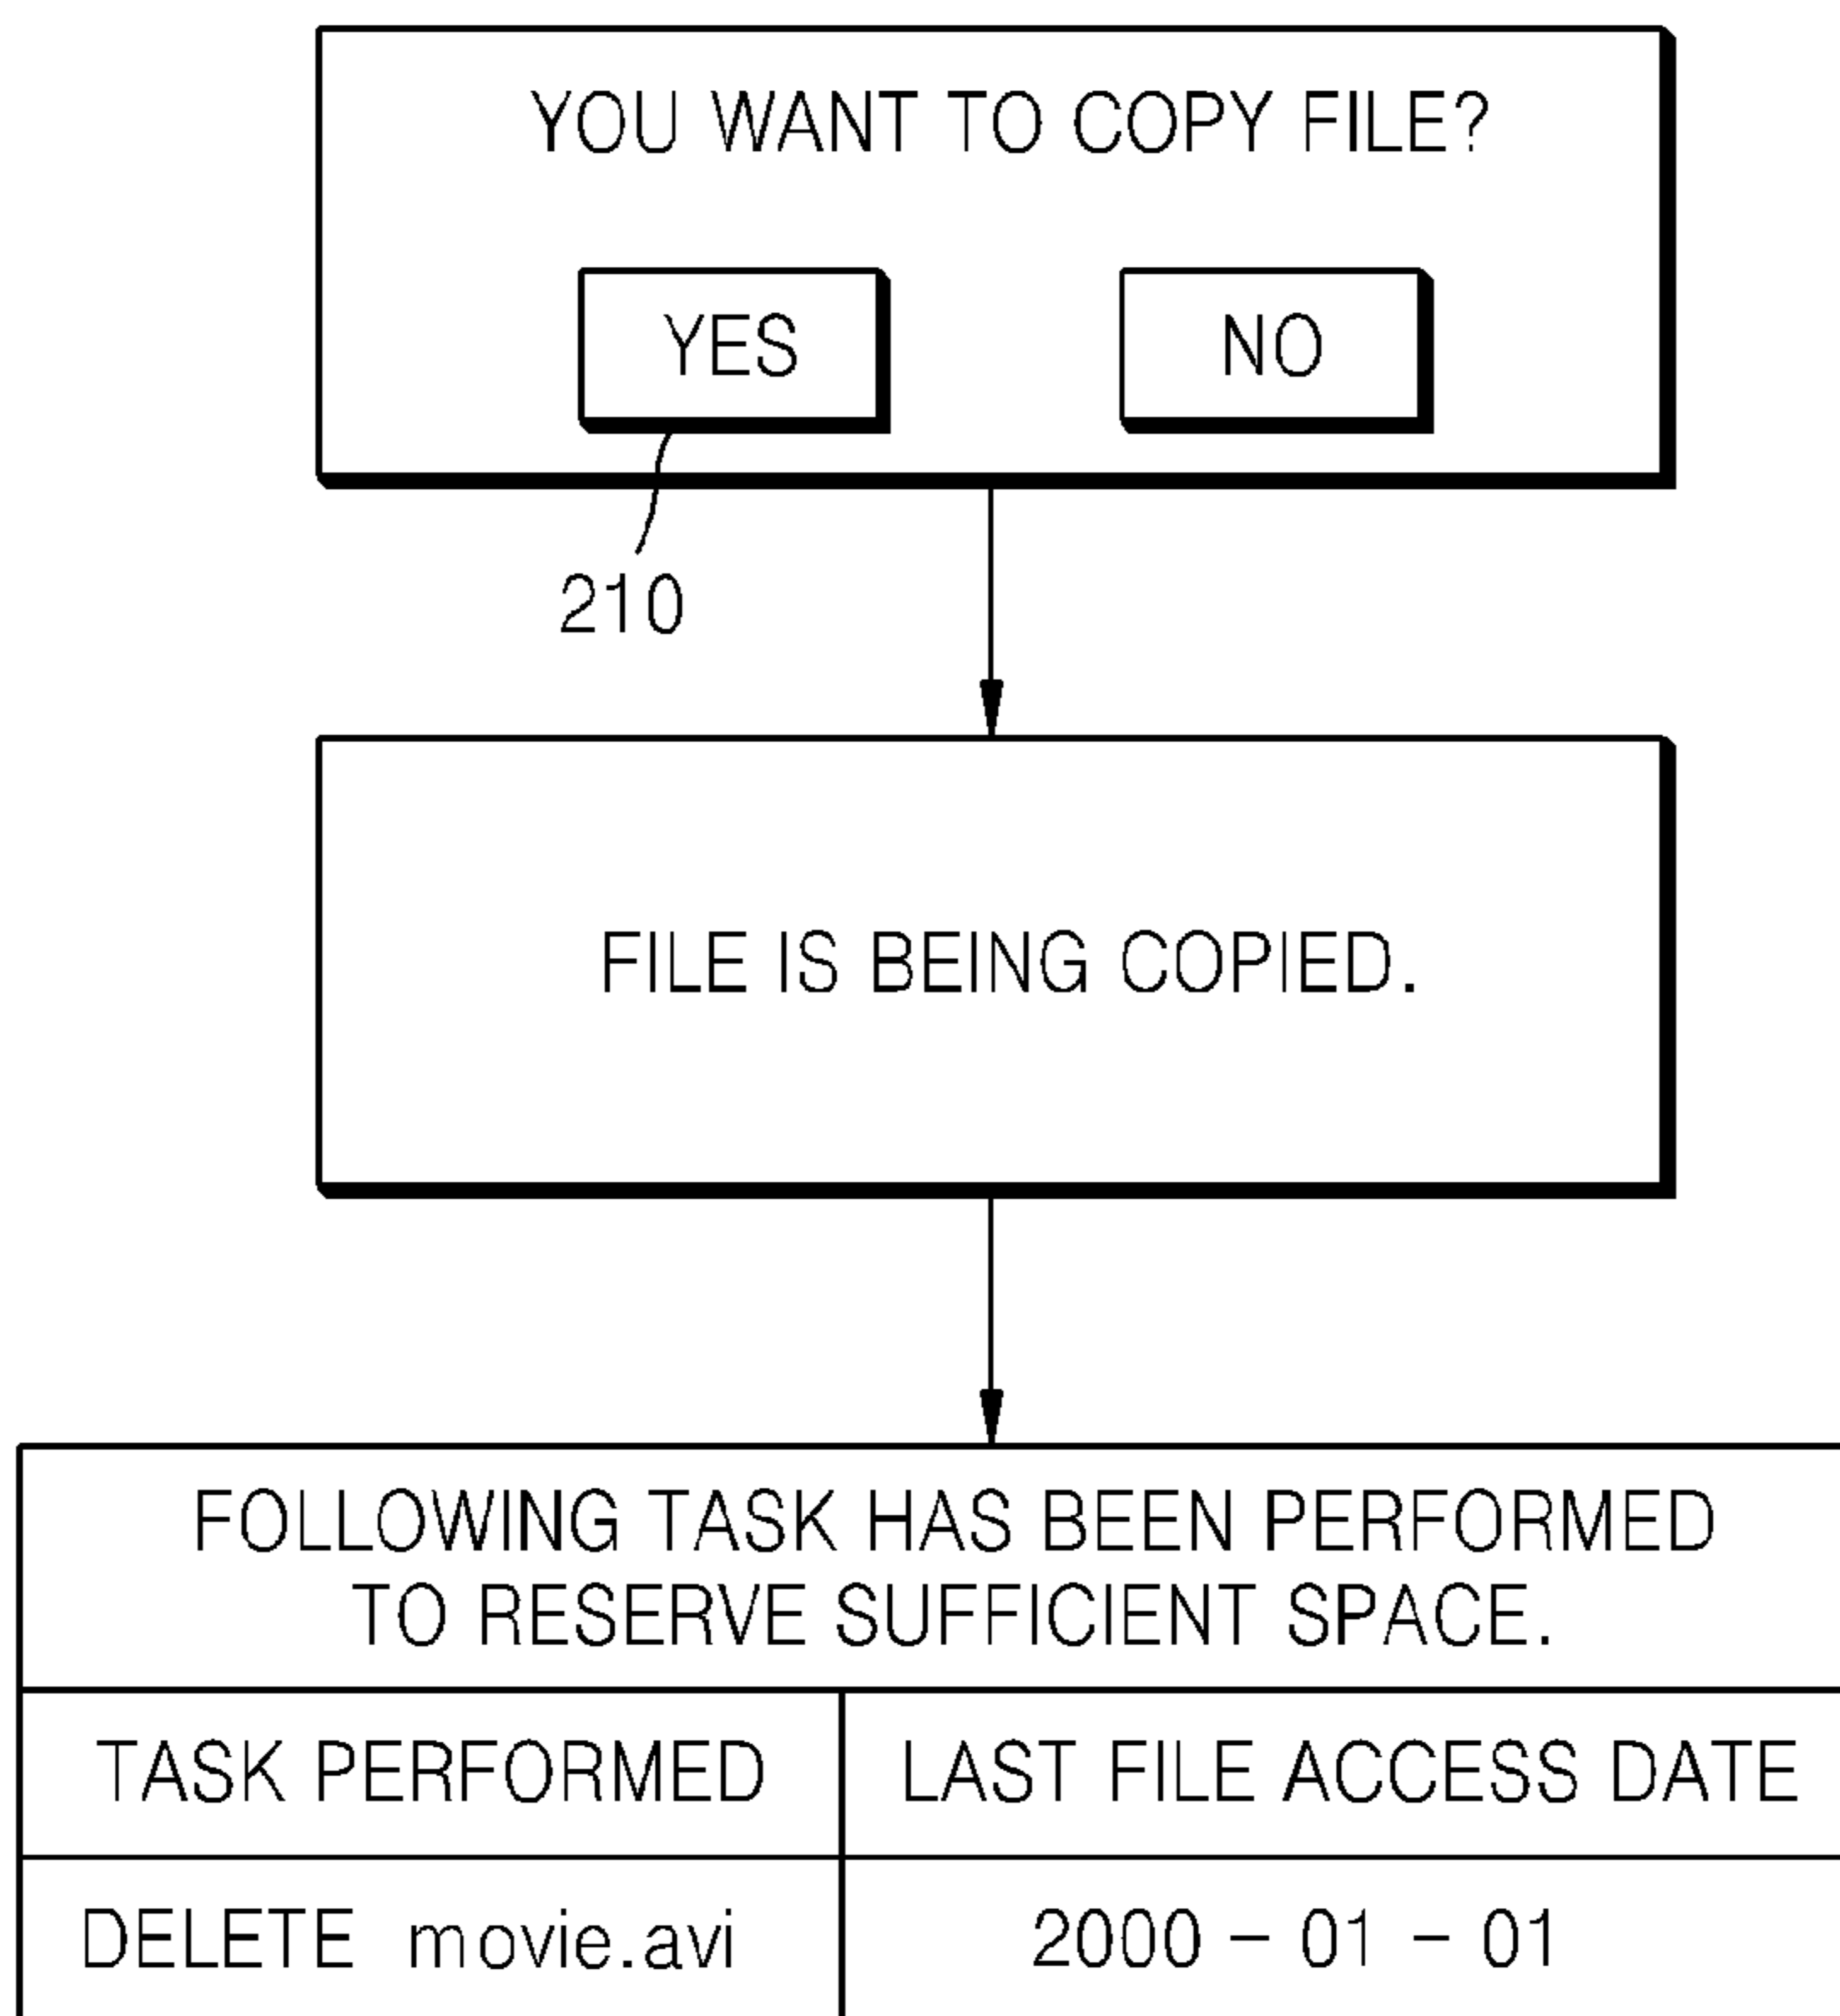 YOU WANT TO COPY FILE?
YES NO
210
FILE IS BEING COPIED.
FOLLOWING TASK HAS BEEN PERFORMED
TO RESERVE SUFFICIENT SPACE.
TASK PERFORMED LAST FILE ACCESS DATE
DELETE movie.avi 2000 - 01 - 01